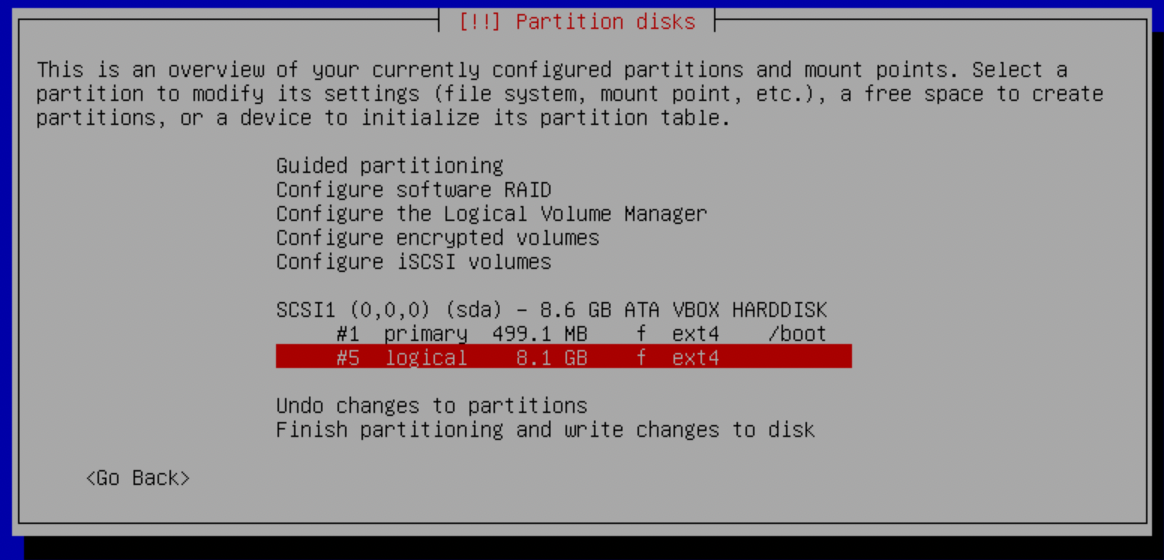 [!!] Partition disks
This is an overview of your currently configured partitions and mount points. Select a
partition to modify its settings (file system, mount point, etc.), a free space to create
partitions, or a device to initialize its partition table.
Guided partitioning
Configure software RAID
Configure the Logical Volume Manager
Configure encrypted volumes
Configure iSCSI volumes
SCSI1 (0,0,0) (sda) - 8.6 GB ATA VBOX HARDDISK
#1 primary 499.1 MB f ext4 /boot
#5 logical 8.1 GB f ext4
Undo changes to partitions
Finish partitioning and write changes to disk
<Go Back>